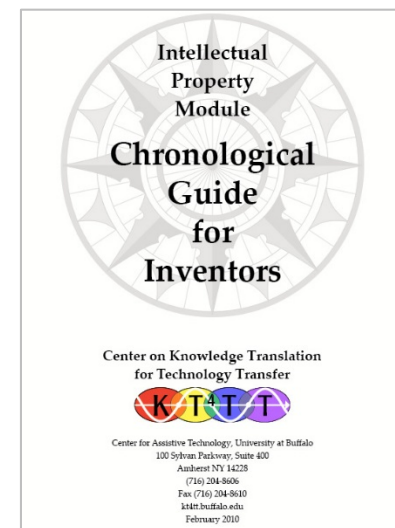 Intellectual
Property
Module
Chronological
Guide
for
Inventors
Center on Knowledge Translation
for Technology Transfer
K T 4 T T
Center for Assistive Technology, University at Buffalo
100 Sylvan Parkway, Suite 400
Amherst NY 14228
(716) 204-8606
Fax (716) 204-8610
kt4tt.buffalo.edu
February 2010